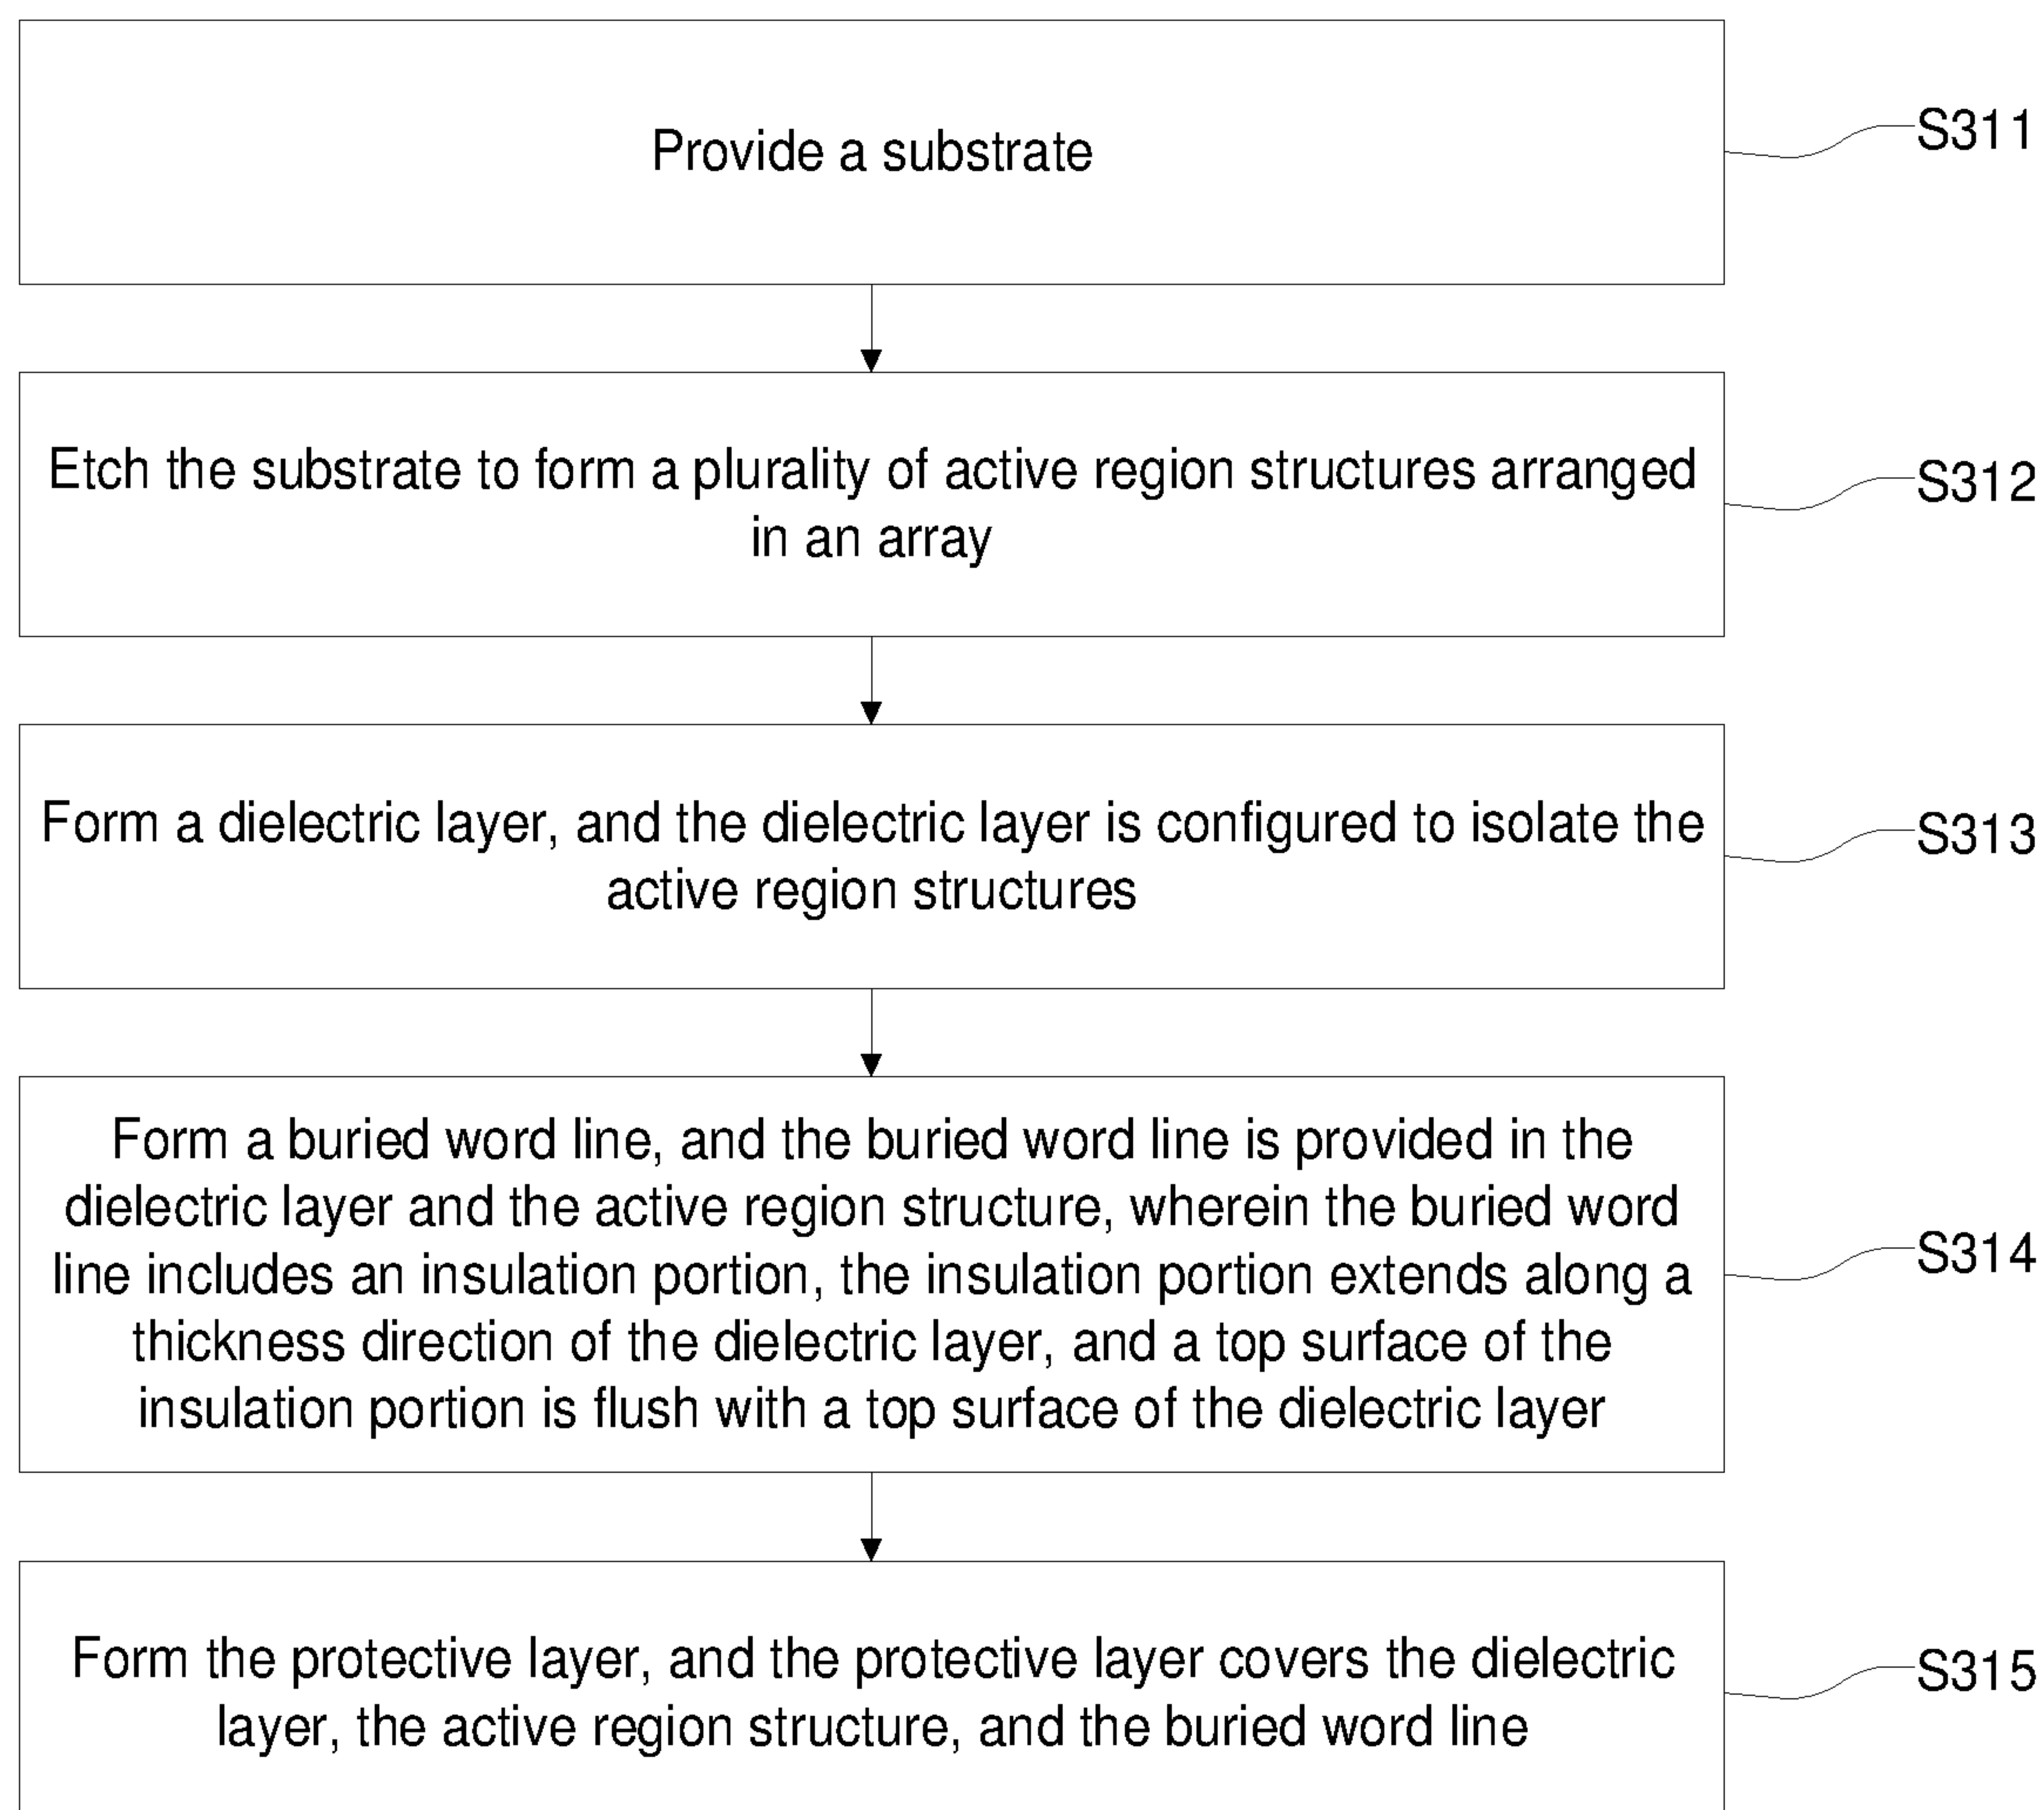 Provide a substrate
S311
Etch the substrate to form a plurality of active region structures arranged
in an array
S312
Form a dielectric layer, and the dielectric layer is configured to isolate the
active region structures
S313
Form a buried word line, and the buried word line is provided in the
dielectric layer and the active region structure, wherein the buried word
line includes an insulation portion, the insulation portion extends along a
thickness direction of the dielectric layer, and a top surface of the
insulation portion is flush with a top surface of the dielectric layer
S314
Form the protective layer, and the protective layer covers the dielectric
layer, the active region structure, and the buried word line
S315